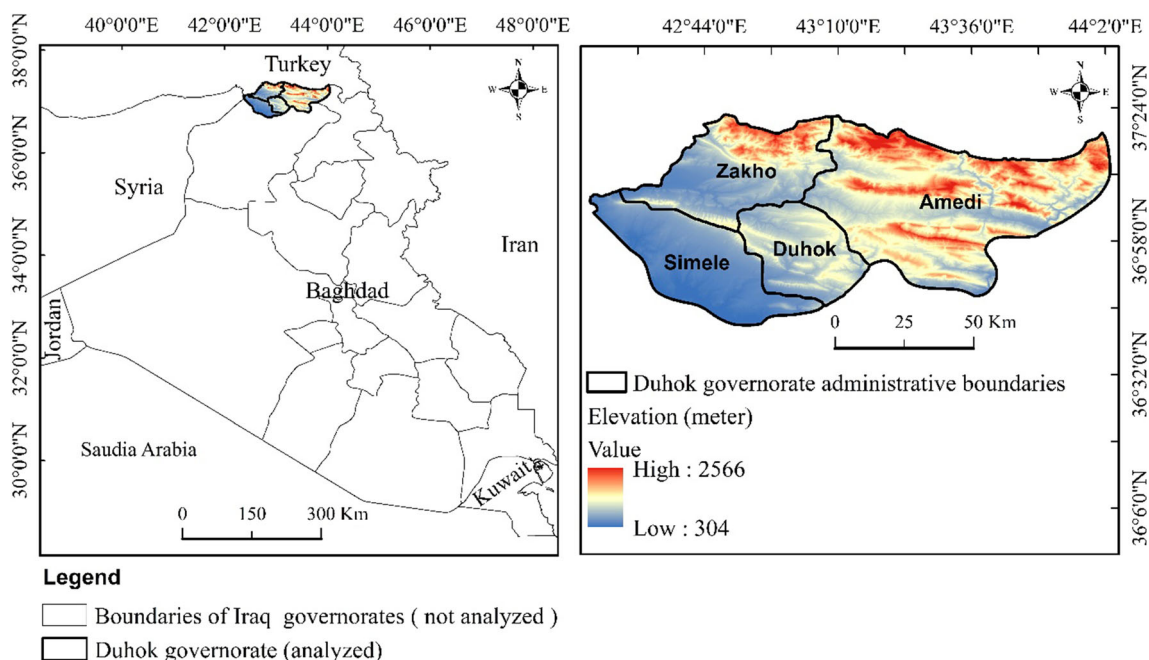 40°0'0"E 42°0'0"E 44°0'0"E 46°0'0"E 48°0'0"E
38°0'0"N
36°0'0"N
34°0'0"N
32°0'0"N
30°0'0"N
Turkey
N
W E
S
Syria
Iran
Baghdad
Jordan
Saudia Arabia
Kuwait
0 150 300 Km
42°44'0"E 43°10'0"E 43°36'0"E 44°2'0"E
37°24'0"N
36°58'0"N
36°32'0"N
36°6'0"N
N
W E
S
Zakho
Amedi
Duhok
Simele
0 25 50 Km
Duhok governorate administrative boundaries
Elevation (meter)
Value
High : 2566
Low : 304
Legend
Boundaries of Iraq governorates ( not analyzed )
Duhok governorate (analyzed)